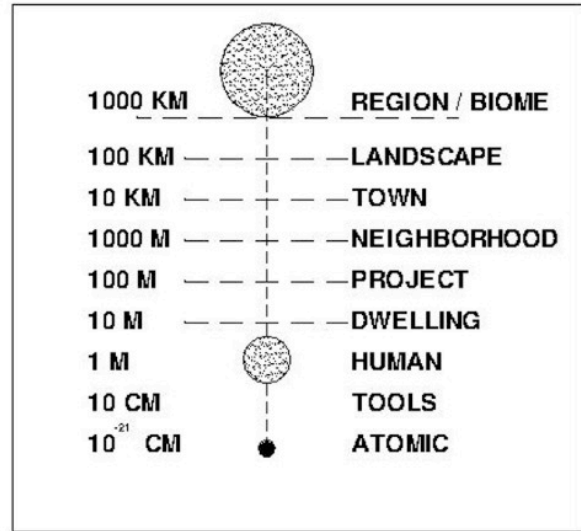 1000 KM REGION / BIOME
100 KM LANDSCAPE
10 KM TOWN
1000 M NEIGHBORHOOD
100 M PROJECT
10 M DWELLING
1 M HUMAN
10 CM TOOLS
10⁻²¹ CM ATOMIC